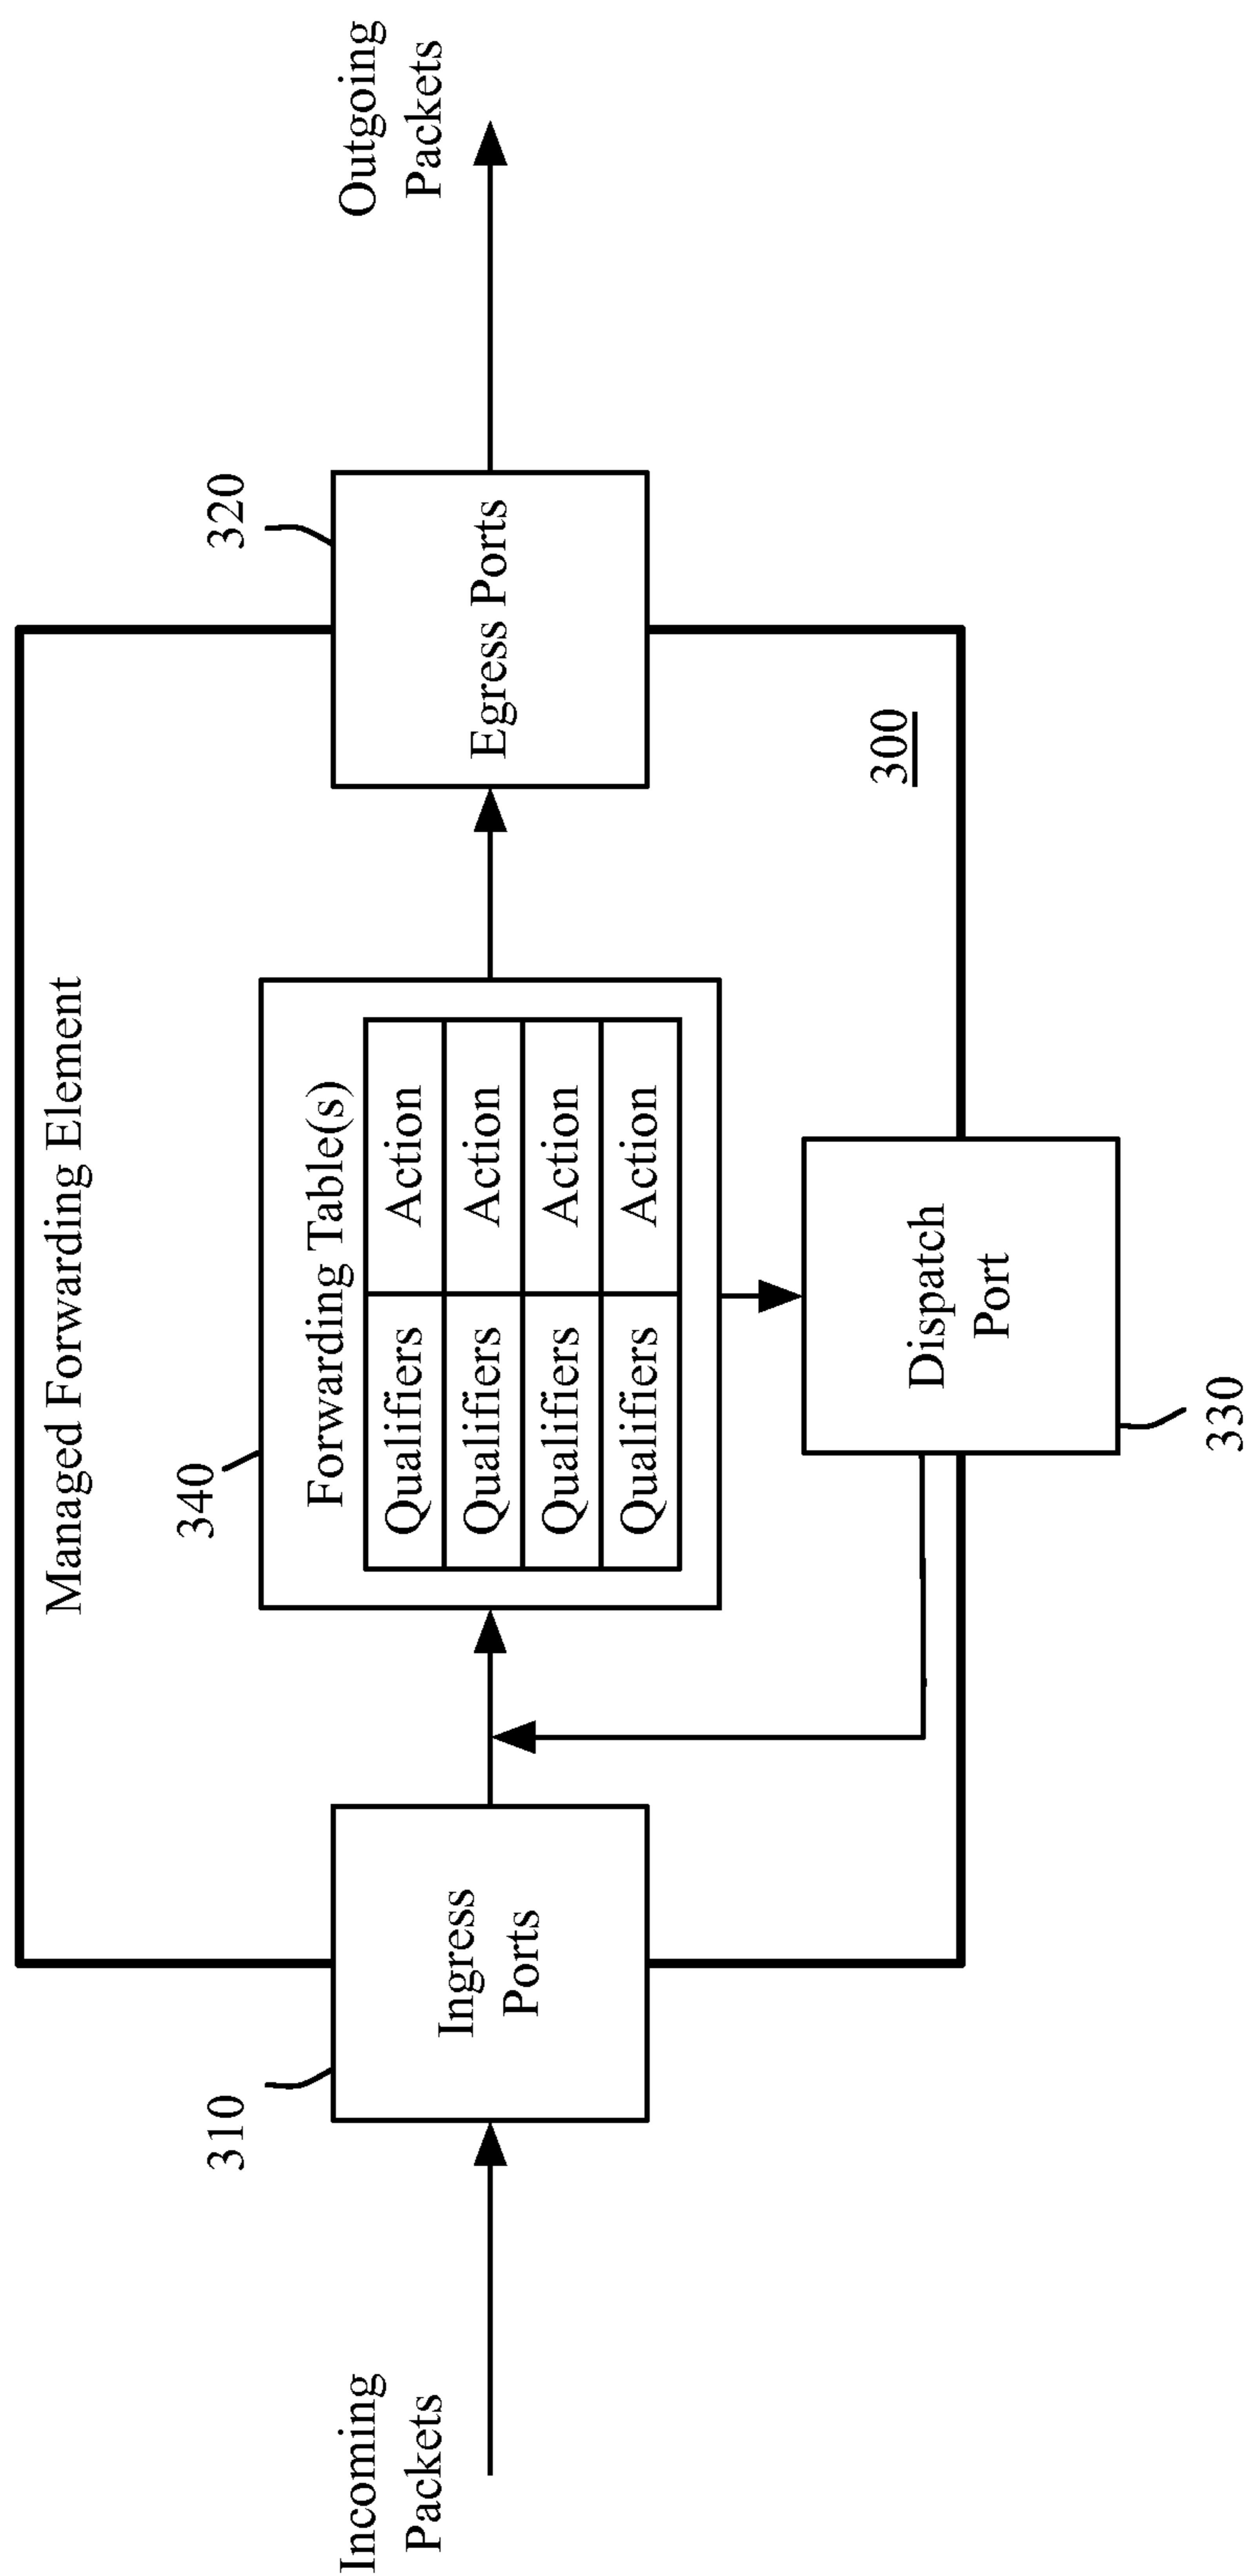 Managed Forwarding Element
340
Forwarding Table(s)
Qualifiers Action
Qualifiers Action
Qualifiers Action
Qualifiers Action
310
320
Incoming
Packets
Ingress
Ports
Egress Ports
Outgoing
Packets
300
Dispatch
Port
330